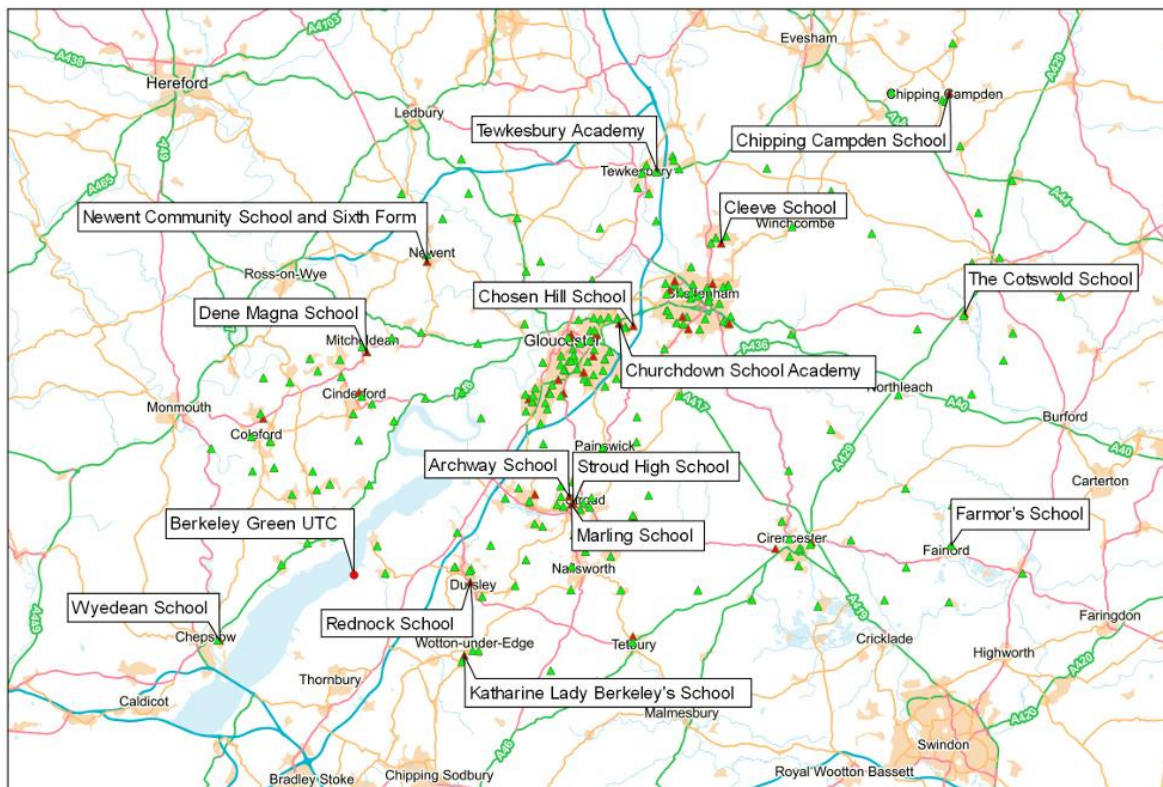 A4103
Evesham
A429
A438
Hereford
Chipping Campden
Ledbury
A44
Tewkesbury Academy
Chipping Campden School
A49
Tewkesbury
A465
A44
Newent Community School and Sixth Form
Cleeve School
Winchcombe
Newent
Ross-on-Wye
The Cotswold School
Chosen Hill School
Cheltenham
Dene Magna School
Mitcheldean
Gloucester
A436
Churchdown School Academy
A48
Northleach
Cinderford
Monmouth
A417
A40
Burford
Coleford
A429
A40
Painswick
Archway School
Stroud High School
Carterton
Stroud
Berkeley Green UTC
Marling School
Farmor's School
Cirencester
Fairford
Nailsworth
Dursley
Wyedean School
A449
Rednock School
A419
Faringdon
Chepstow
Wotton-under-Edge
Tetbury
Cricklade
Highworth
A420
Thornbury
Katharine Lady Berkeley's School
Caldicot
Malmesbury
A420
Swindon
A46
Bradley Stoke
Chipping Sodbury
Royal Wootton Bassett